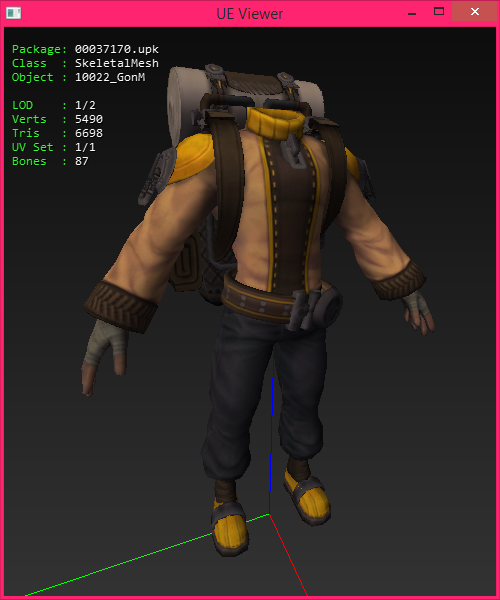 UE Viewer
Package: 00037170.upk
Class  : SkeletalMesh
Object : 10022_GonM
LOD    : 1/2
Verts  : 5490
Tris   : 6698
UV Set : 1/1
Bones  : 87